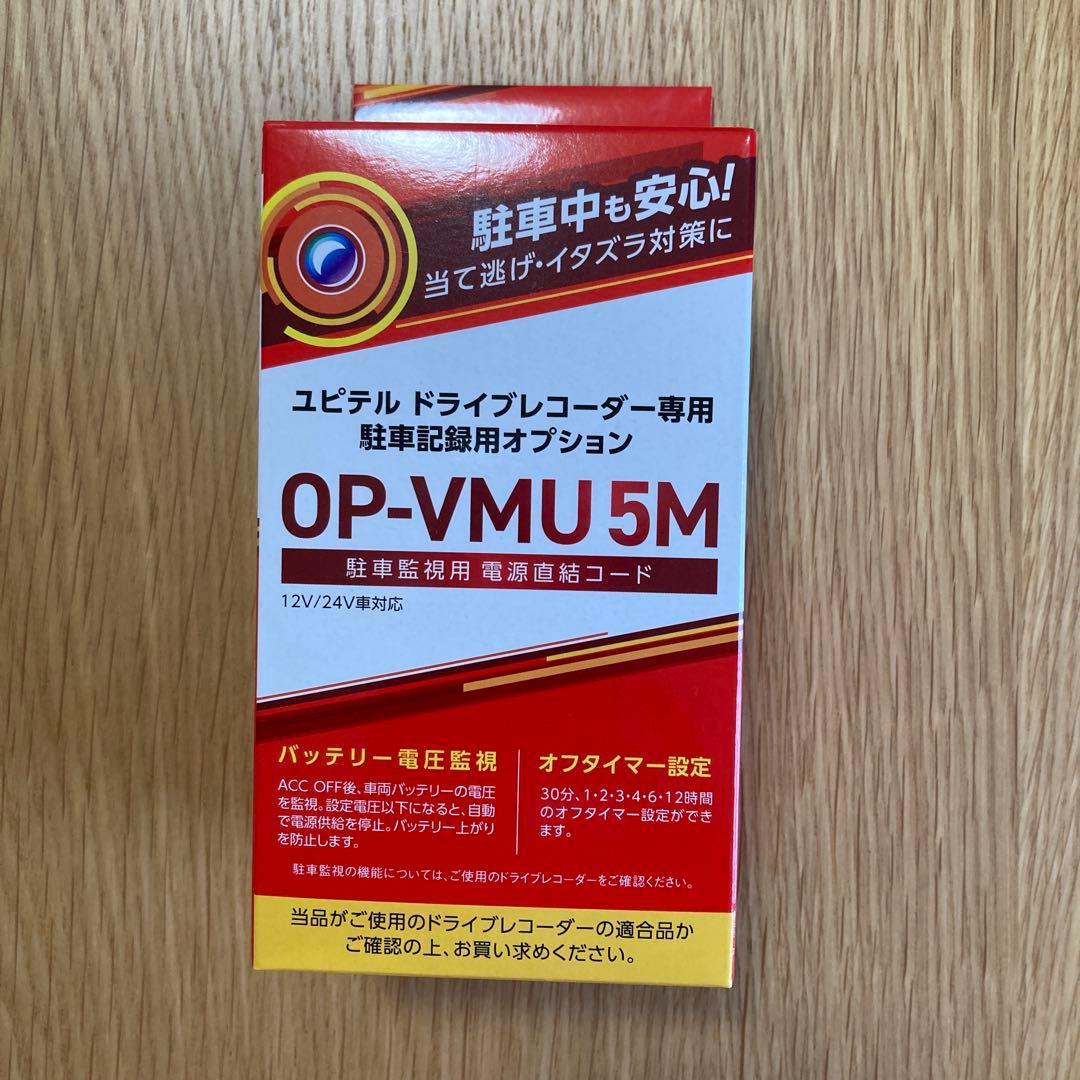 駐車中も安心!
当て逃げ・イタズラ対策に
ユピテル ドライブレコーダー専用
駐車記録用オプション
OP-VMU 5M
駐車監視用 電源直結コード
12V/24V車対応
バッテリー電圧監視
ACC OFF後、車両バッテリーの電圧
を監視。設定電圧以下になると、自動
で電源供給を停止。バッテリー上がり
を防止します。
オフタイマー設定
30分、1・2・3・4・6・12時間
のオフタイマー設定ができ
ます。
駐車監視の機能については、ご使用のドライブレコーダーをご確認ください。
当品がご使用のドライブレコーダーの適合品か
ご確認の上、お買い求めください。